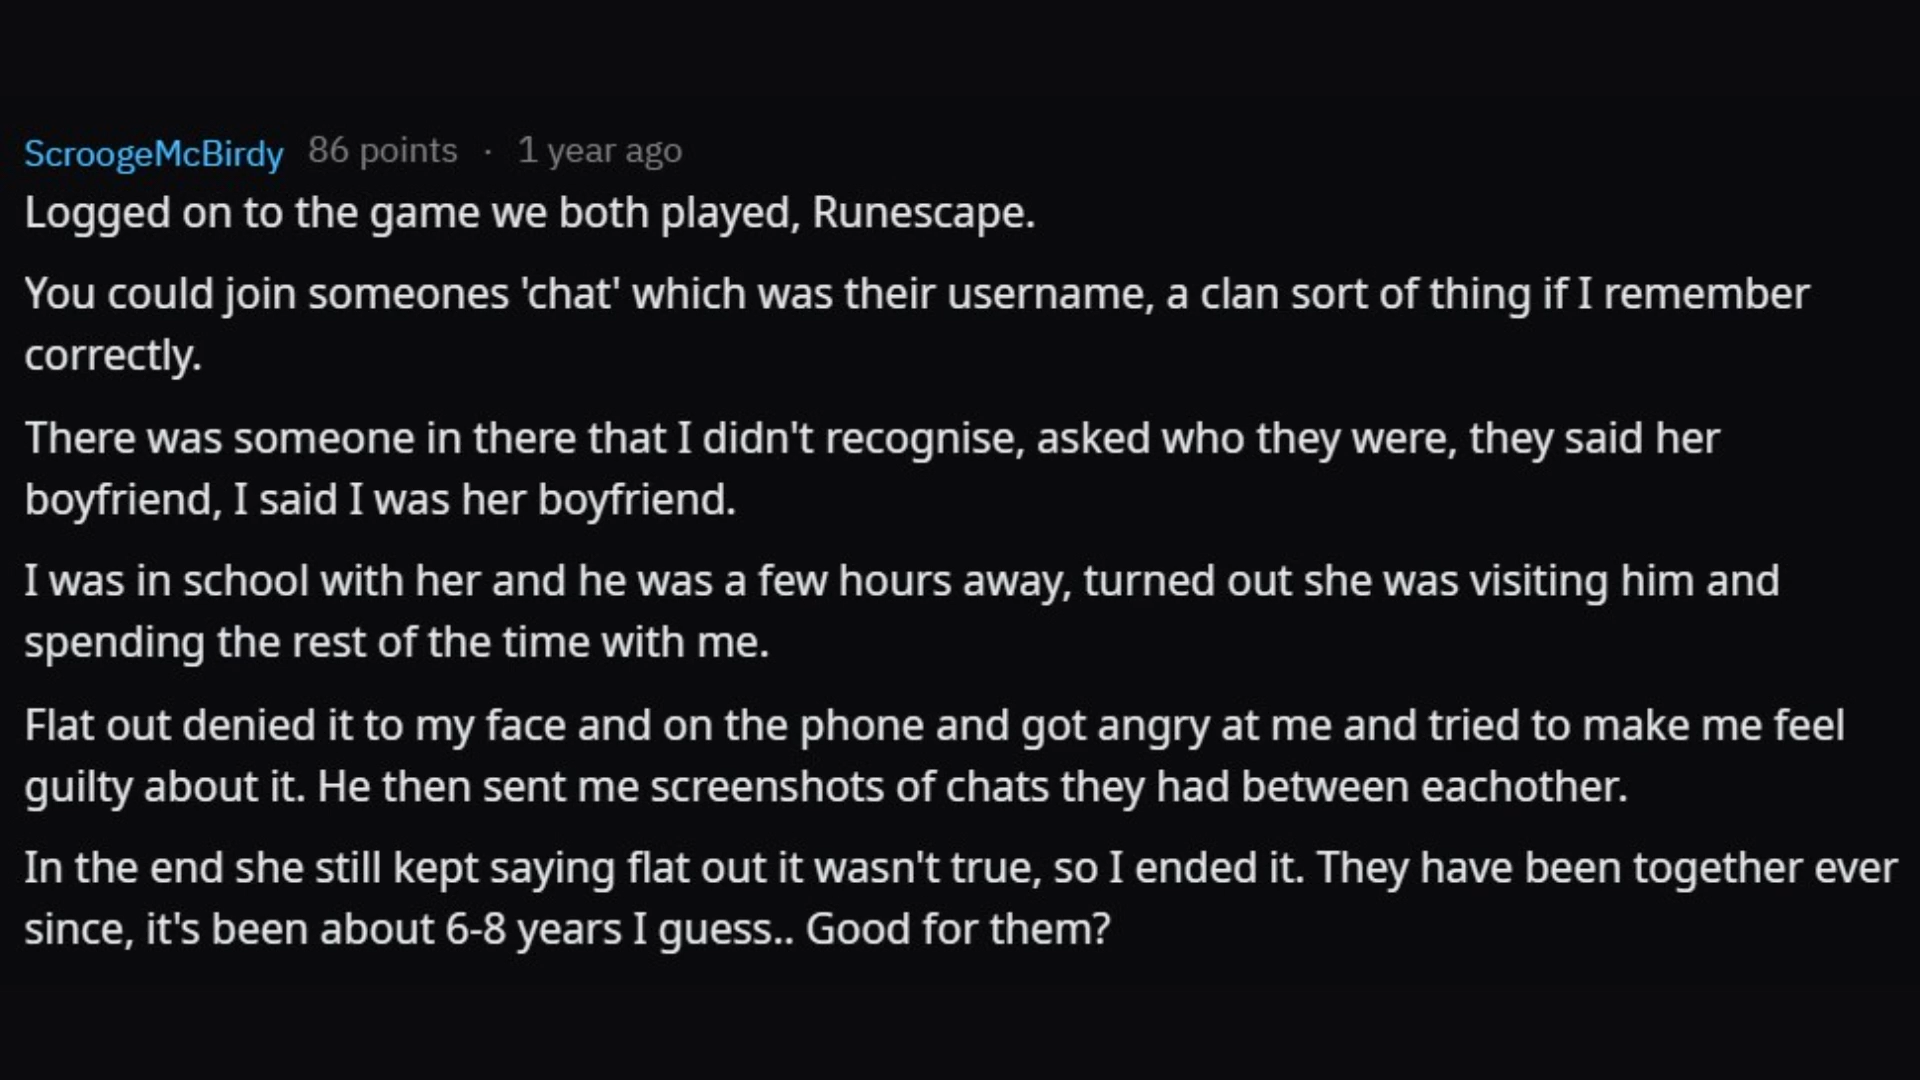 ScroogeMcBirdy 86 points · 1 year ago
Logged on to the game we both played, Runescape.
You could join someones 'chat' which was their username, a clan sort of thing if I remember
correctly.
There was someone in there that I didn't recognise, asked who they were, they said her
boyfriend, I said I was her boyfriend.
I was in school with her and he was a few hours away, turned out she was visiting him and
spending the rest of the time with me.
Flat out denied it to my face and on the phone and got angry at me and tried to make me feel
guilty about it. He then sent me screenshots of chats they had between eachother.
In the end she still kept saying flat out it wasn't true, so I ended it. They have been together ever
since, it's been about 6-8 years I guess.. Good for them?